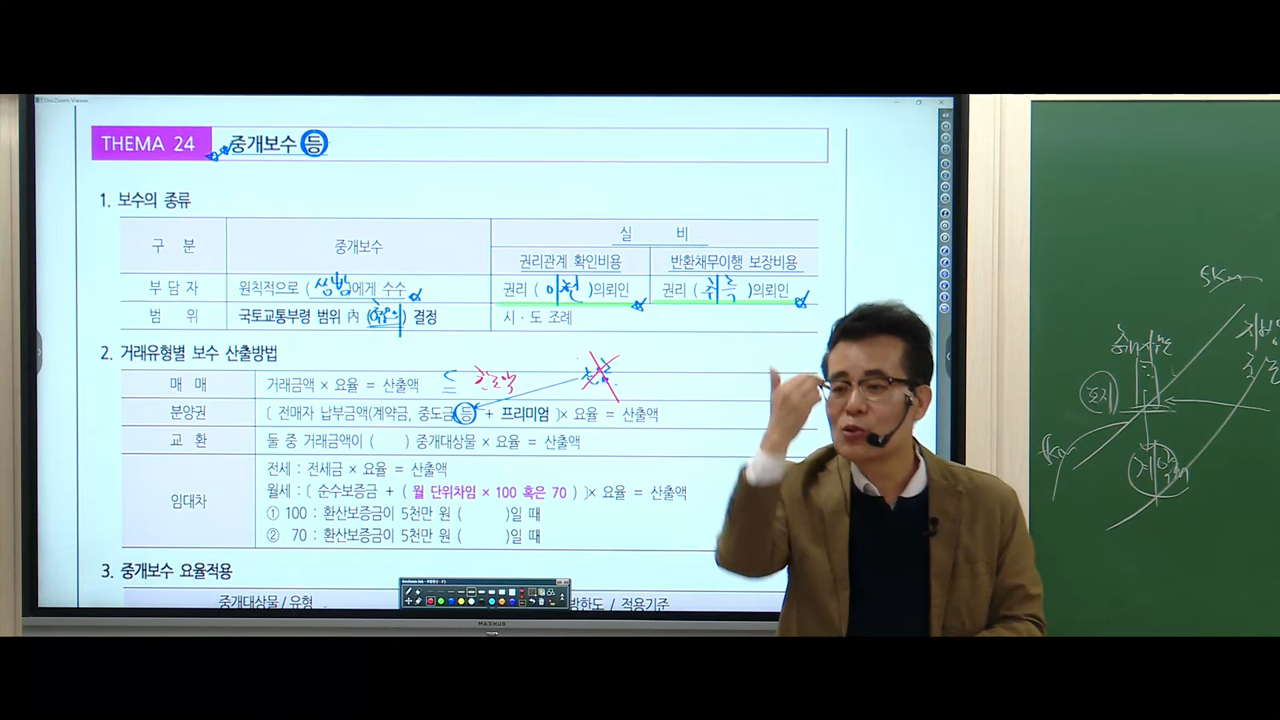 DocZoom Viewer
THEMA 24 중개보수 등
1. 보수의 종류
구 분 중개보수 실 비
권리관계 확인비용 반환채무이행 보장비용
부 담 자 원칙적으로 ( 쌍방에게 수수 권리 ( 이전 )의뢰인 권리 ( 취득 )의뢰인
범 위 국토교통부령 범위 內 ( ) 결정 시·도 조례
2. 거래유형별 보수 산출방법
매 매 거래금액 × 요율 = 산출액 한도액
분양권 [ 전매자 납부금액(계약금, 중도금 등 + 프리미엄 ]× 요율 = 산출액
교 환 둘 중 거래금액이 ( ) 중개대상물 × 요율 = 산출액
임대차 전세 : 전세금 × 요율 = 산출액
월세 : [ 순수보증금 + ( 월 단위차임 × 100 혹은 70 ) ]× 요율 = 산출액
① 100 : 환산보증금이 5천만 원 ( )일 때
② 70 : 환산보증금이 5천만 원 ( )일 때
3. 중개보수 요율적용
중개대상물 / 유형 한도 / 적용기준
MAXHUB
5km